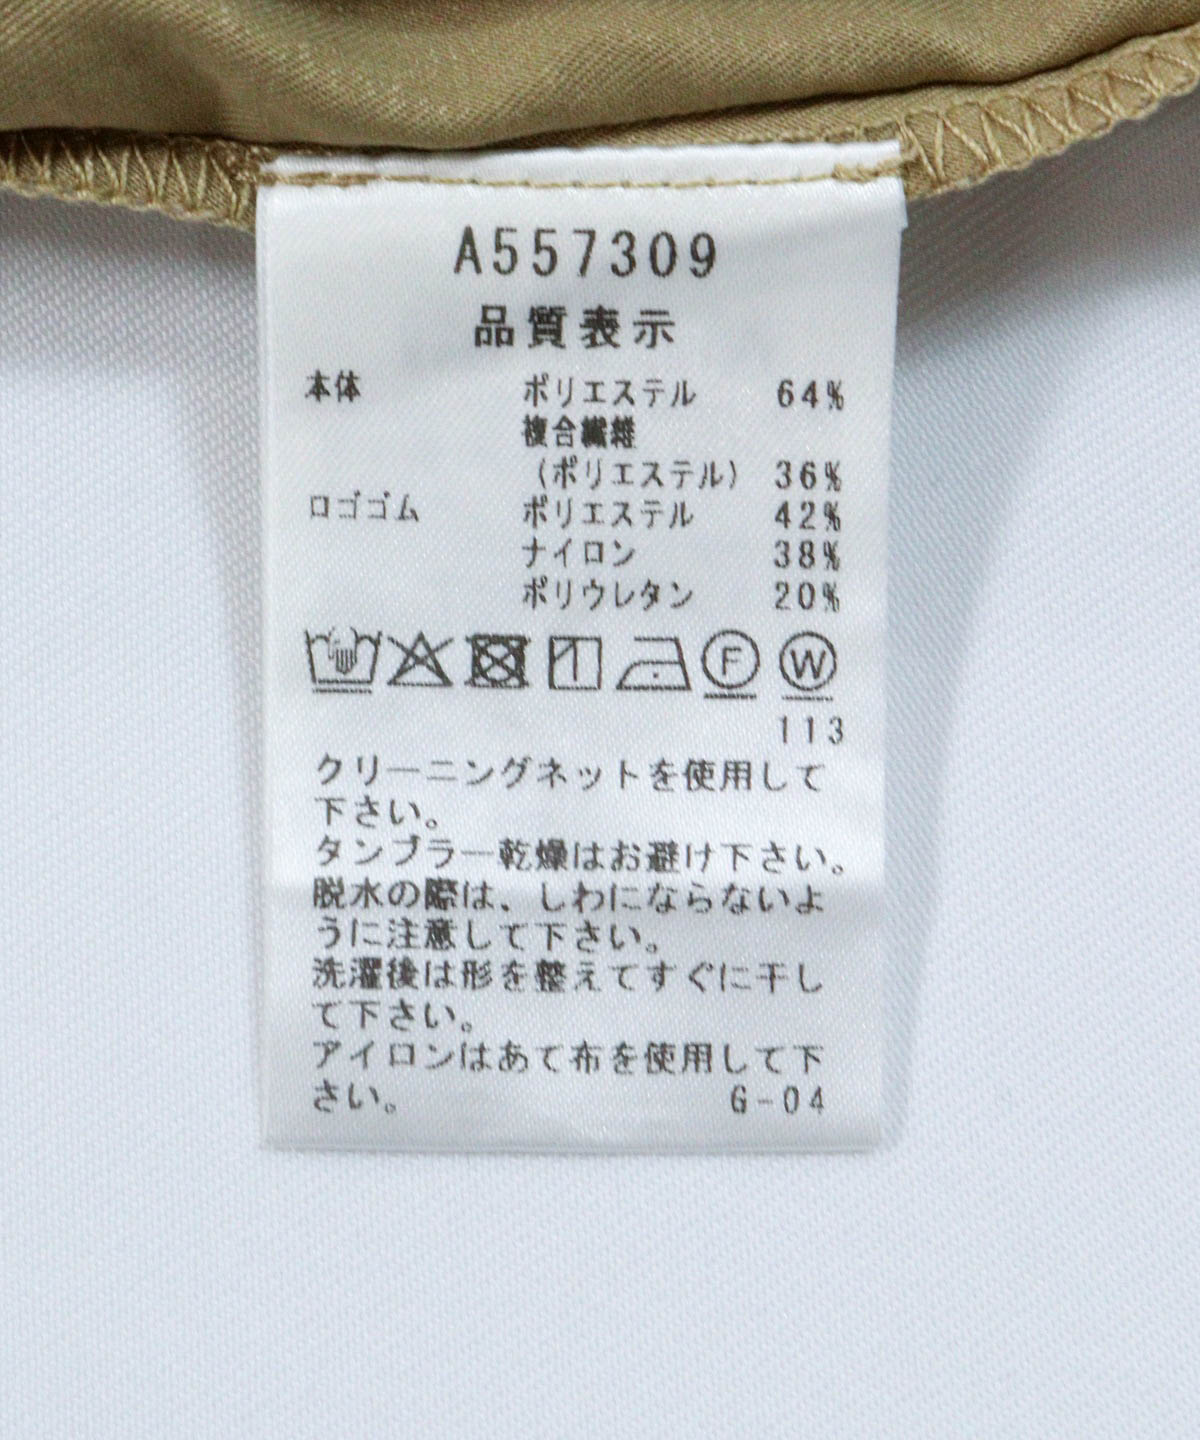 A557309
品質表示
本体 ポリエステル 64%
複合繊維
(ポリエステル) 36%
ロゴゴム ポリエステル 42%
ナイロン 38%
ポリウレタン 20%
F W
113
クリーニングネットを使用して
下さい。
タンブラー乾燥はお避け下さい。
脱水の際は、しわにならないよ
うに注意して下さい。
洗濯後は形を整えてすぐに干し
て下さい。
アイロンはあて布を使用して下
さい。 G-04